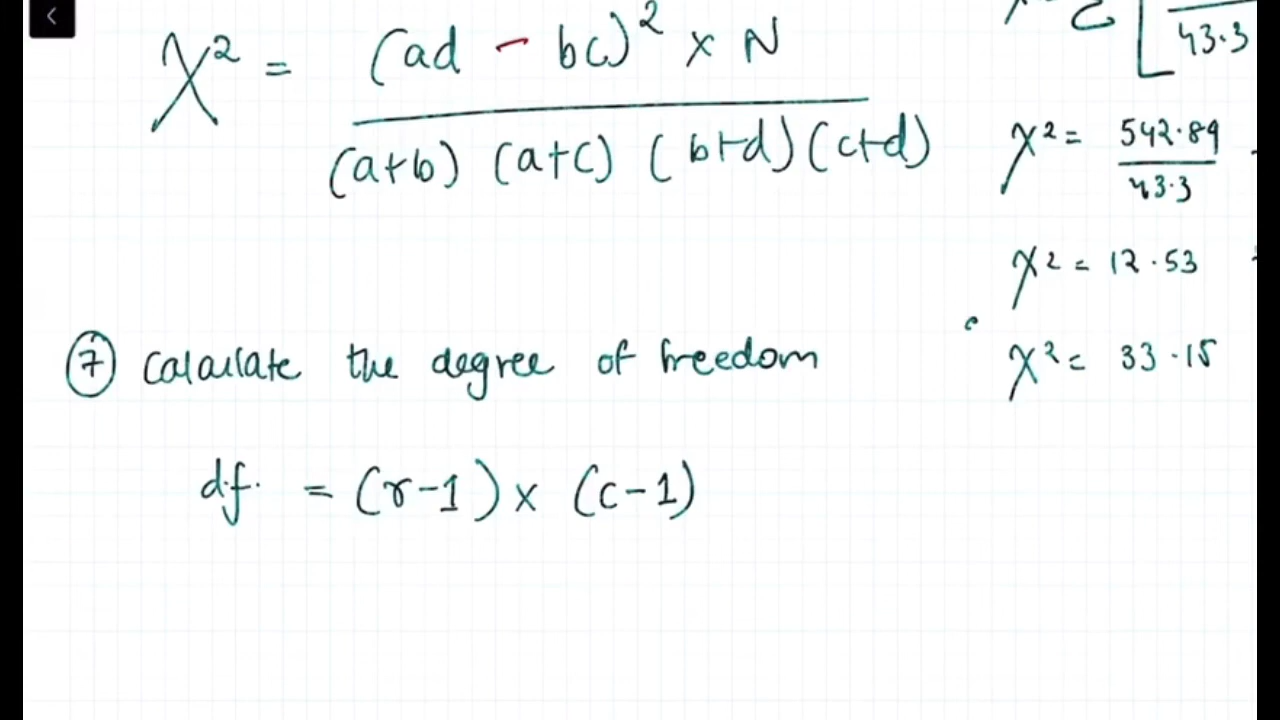 χ² = (ad - bc)² x N
(a+b) (a+c) (b+d) (c+d)
⑦ Calculate the degree of freedom
d.f. = (r-1) x (c-1)
43.3
χ² = 542.89
43.3
χ² = 12.53
χ² = 33.15